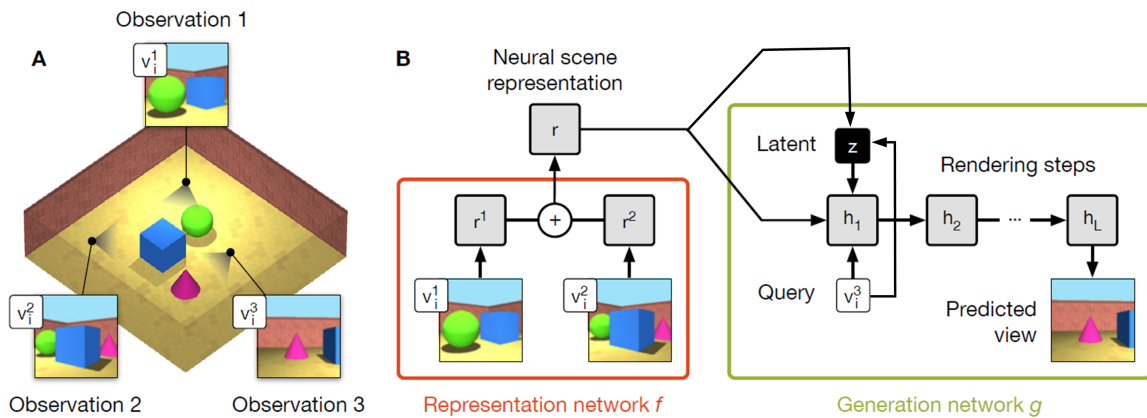 Observation 1
A
v_i^1
v_i^2
v_i^3
Observation 2
Observation 3
B
Neural scene
representation
r
r^1
+
r^2
v_i^1
v_i^2
Representation network f
Latent
z
Rendering steps
h_1
h_2
...
h_L
Query
v_i^3
Predicted
view
Generation network g